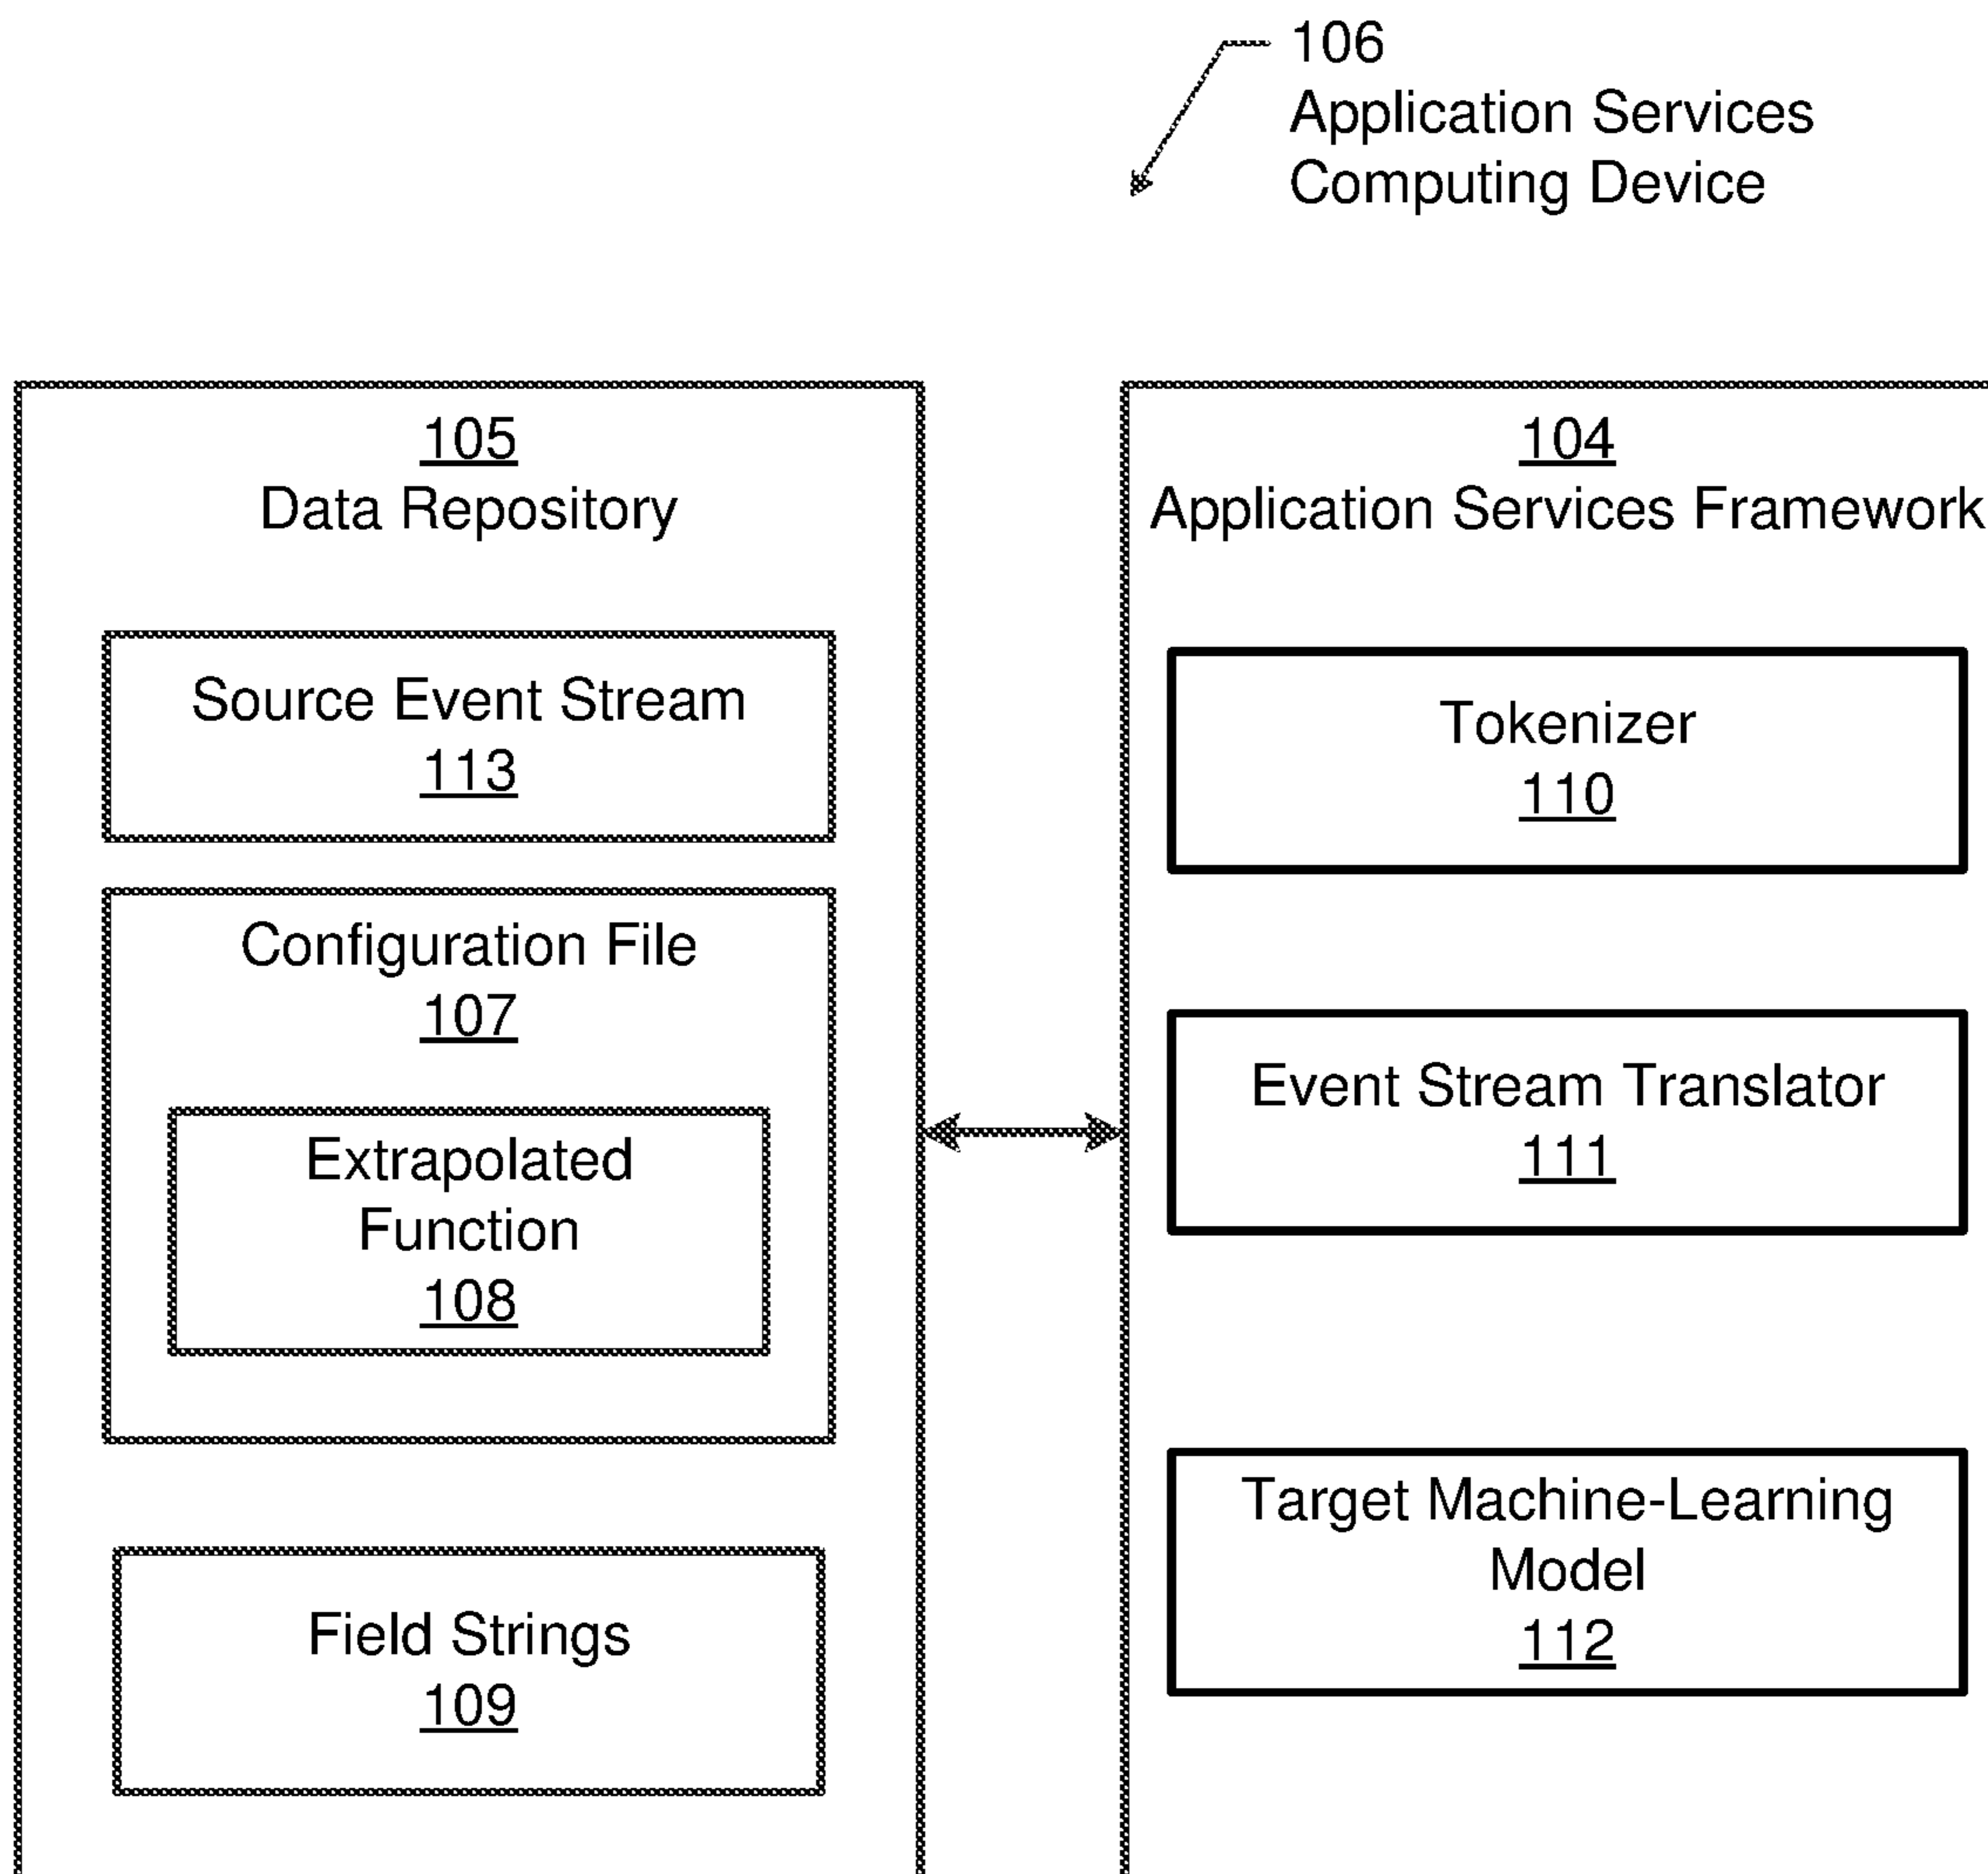 106
Application Services
Computing Device
105
Data Repository
Source Event Stream
113
Configuration File
107
Extrapolated
Function
108
Field Strings
109
104
Application Services Framework
Tokenizer
110
Event Stream Translator
111
Target Machine-Learning
Model
112